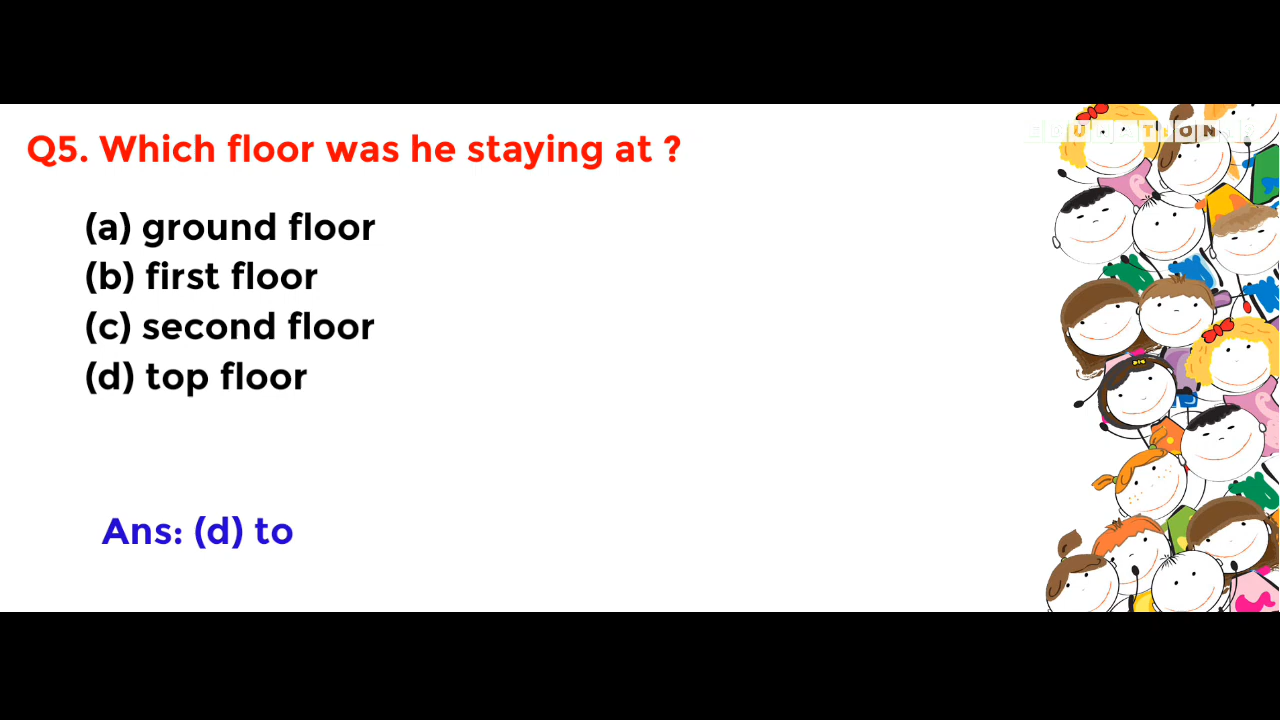 Q5. Which floor was he staying at ?
(a) ground floor
(b) first floor
(c) second floor
(d) top floor
Ans: (d) to